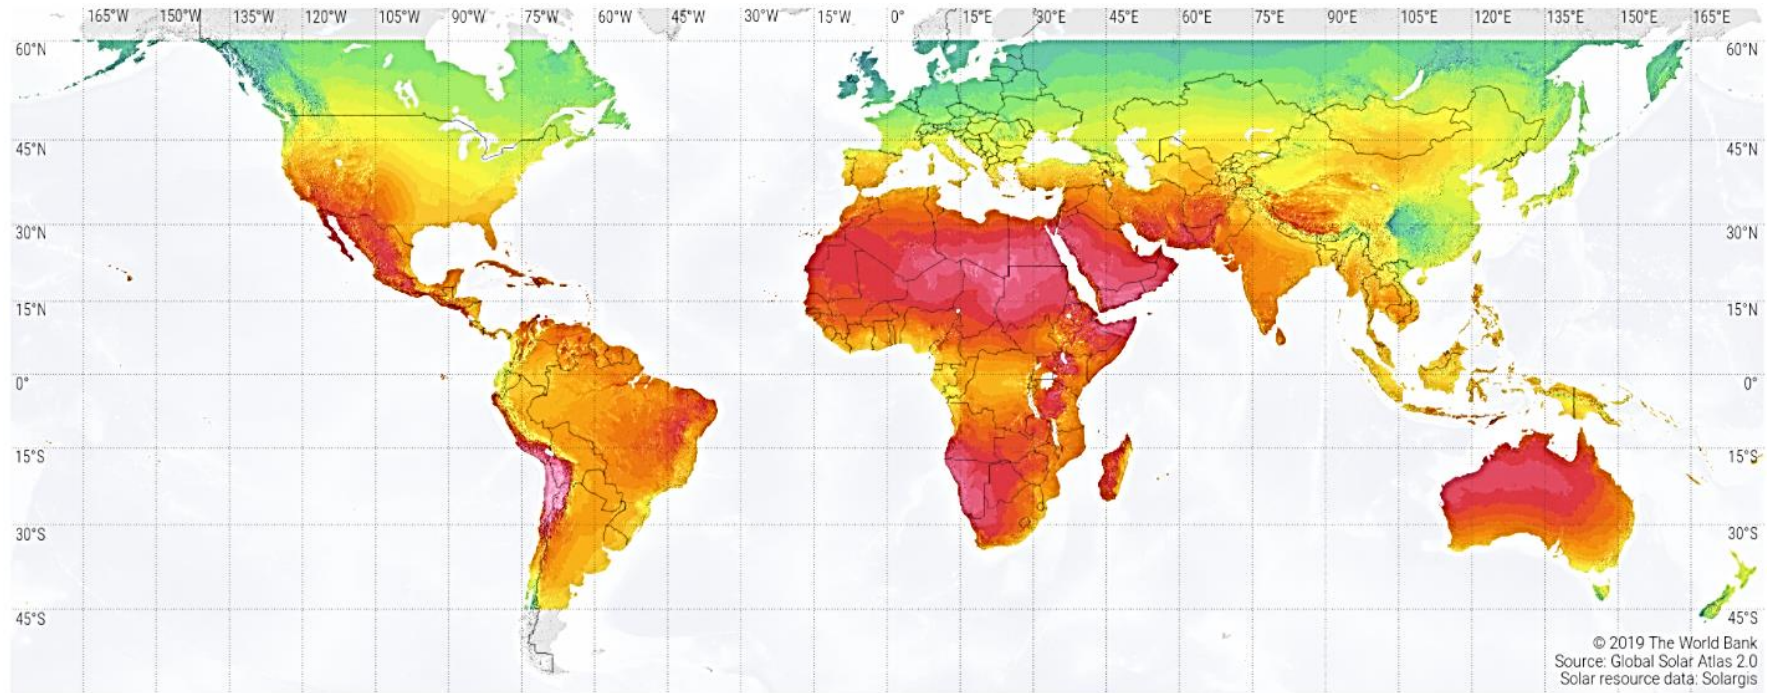 165°W 150°W 135°W 120°W 105°W 90°W 75°W 60°W 45°W 30°W 15°W 0° 15°E 30°E 45°E 60°E 75°E 90°E 105°E 120°E 135°E 150°E 165°E
60°N 60°N
45°N 45°N
30°N 30°N
15°N 15°N
0° 0°
15°S 15°S
30°S 30°S
45°S 45°S
© 2019 The World Bank
Source: Global Solar Atlas 2.0
Solar resource data: Solargis